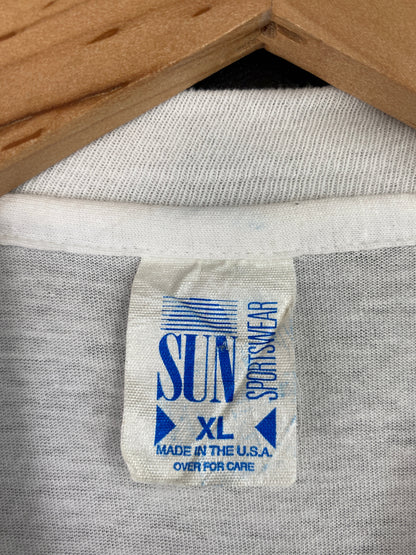 SUN
SPORTSWEAR
XL
MADE IN THE U.S.A.
OVER FOR CARE